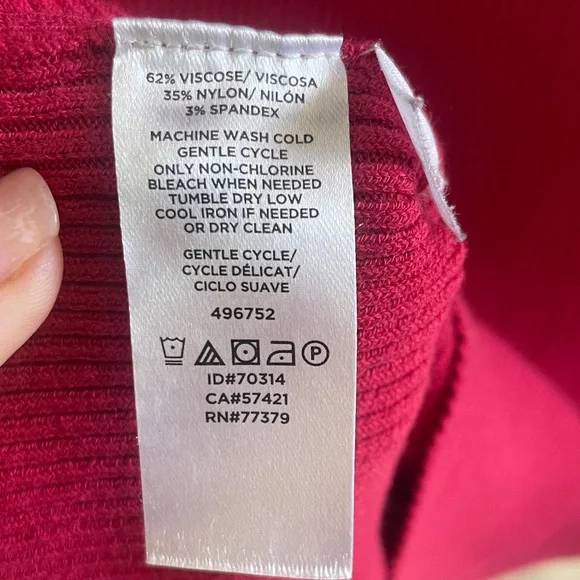 62% VISCOSE/ VISCOSA
35% NYLON/ NILÓN
3% SPANDEX
MACHINE WASH COLD
GENTLE CYCLE
ONLY NON-CHLORINE
BLEACH WHEN NEEDED
TUMBLE DRY LOW
COOL IRON IF NEEDED
OR DRY CLEAN
GENTLE CYCLE/
CYCLE DÉLICAT/
CICLO SUAVE
496752
P
ID#70314
CA#57421
RN#77379